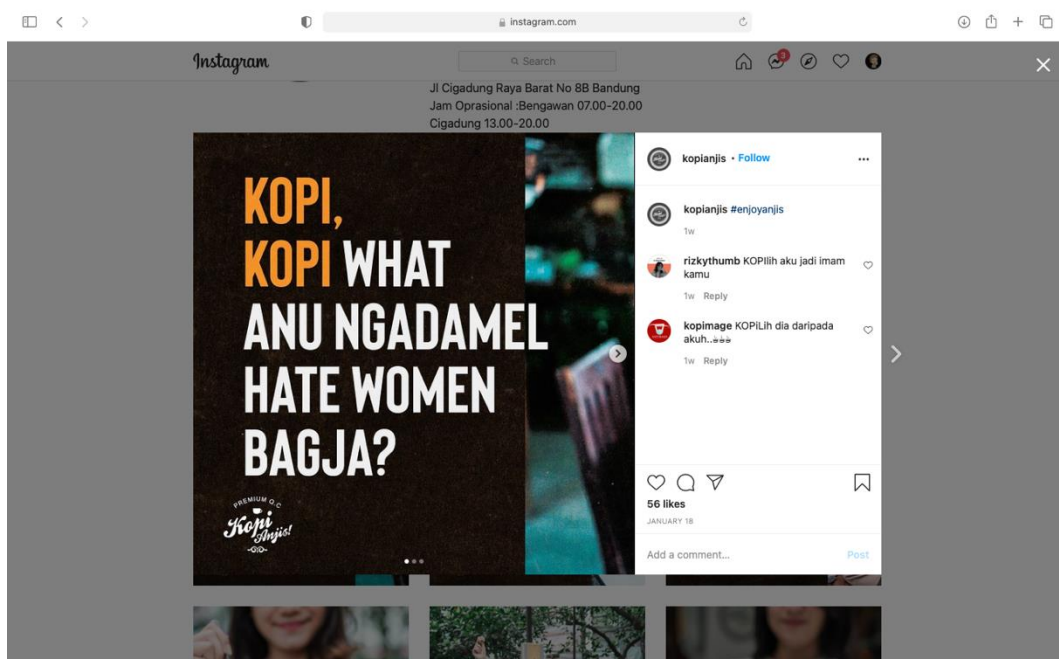 instagram.com
Instagram
Search
3
Jl Cigadung Raya Barat No 8B Bandung
Jam Oprasional :Bengawan 07.00-20.00
Cigadung 13.00-20.00
KOPI,
KOPI WHAT
ANU NGADAMEL
HATE WOMEN
BAGJA?
PREMIUM O.C
Kopi
Anjis!
kopianjis • Follow
kopianjis #enjoyanjis
1w
rizkythumb KOPIlih aku jadi imam
kamu
1w Reply
kopimage KOPiLih dia daripada
akuh..
1w Reply
56 likes
JANUARY 18
Add a comment... Post